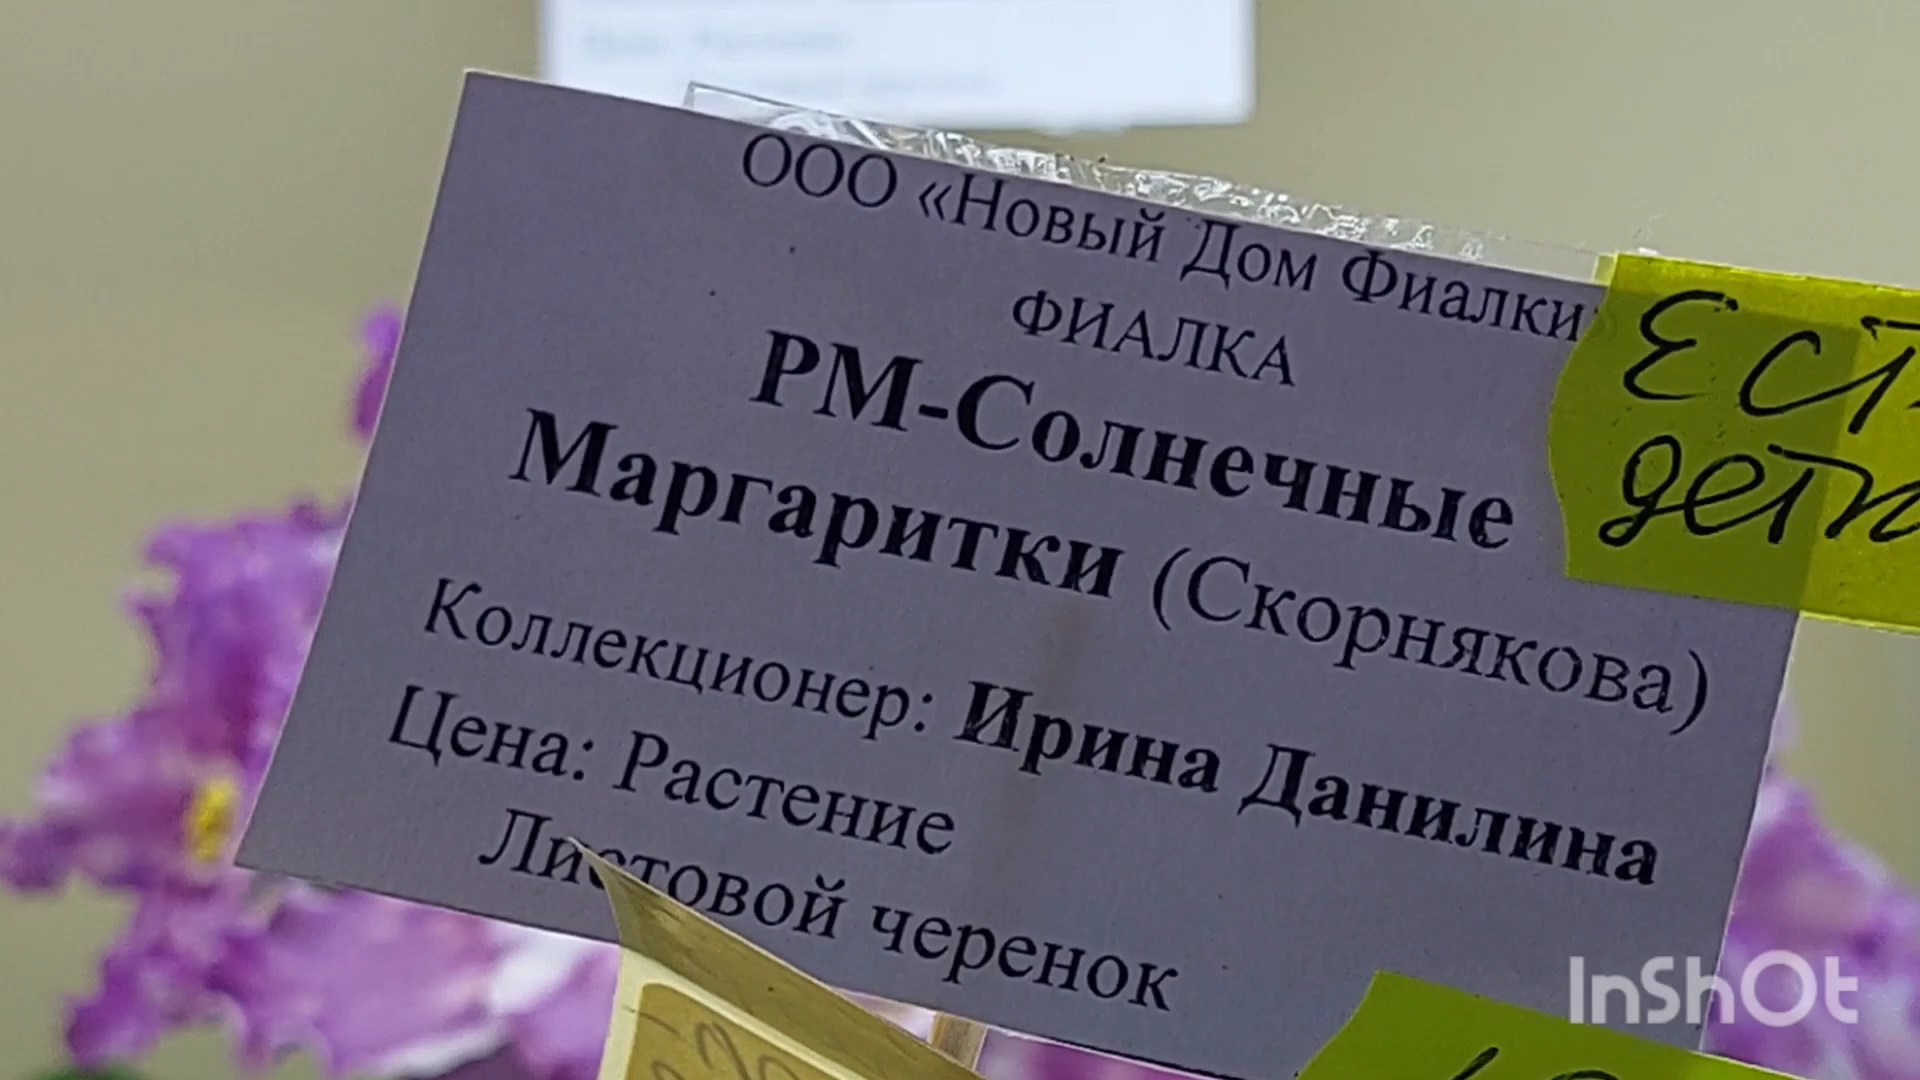 ООО «Новый Дом Фиалки»
ФИАЛКА
РМ-Солнечные
Маргаритки (Скорнякова)
Коллекционер: Ирина Данилина
Цена: Растение
Листовой черенок
InShOt